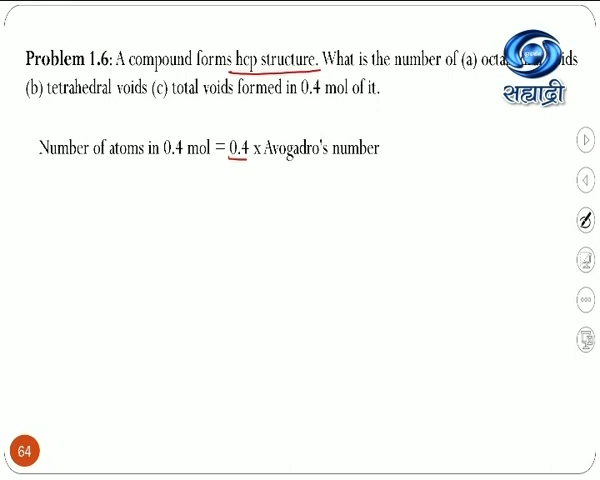 Problem 1.6: A compound forms hcp structure. What is the number of (a)
(b) tetrahedral voids (c) total voids formed in 0.4 mol of it.
Number of atoms in 0.4 mol = 0.4 x Avogadro's number
सह्याद्री
64